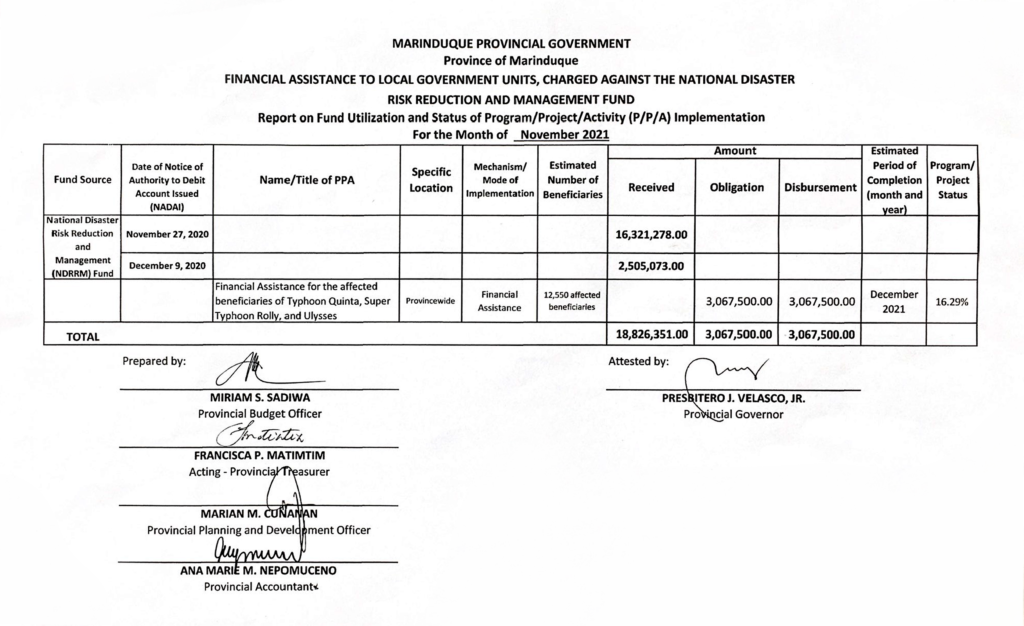 MARINDUQUE PROVINCIAL GOVERNMENT
Province of Marinduque
FINANCIAL ASSISTANCE TO LOCAL GOVERNMENT UNITS, CHARGED AGAINST THE NATIONAL DISASTER
RISK REDUCTION AND MANAGEMENT FUND
Report on Fund Utilization and Status of Program/Project/Activity (P/P/A) Implementation
For the Month of November 2021
Fund Source
Date of Notice of
Authority to Debit
Account Issued
(NADAI)
Name/Title of PPA
Specific
Location
Mechanism/
Mode of
Implementation
Estimated
Number of
Beneficiaries
Amount
Received
Obligation
Disbursement
Estimated
Period of
Completion
(month and
year)
Program/
Project
Status
National Disaster
Risk Reduction
and
Management
(NDRRM) Fund
November 27, 2020
16,321,278.00
December 9, 2020
2,505,073.00
Financial Assistance for the affected
beneficiaries of Typhoon Quinta, Super
Typhoon Rolly, and Ulysses
Provincewide
Financial
Assistance
12,550 affected
beneficiaries
3,067,500.00
3,067,500.00
December
2021
16.29%
TOTAL
18,826,351.00
3,067,500.00
3,067,500.00
Prepared by:
MIRIAM S. SADIWA
Provincial Budget Officer
FRANCISCA P. MATIMTIM
Acting - Provincial Treasurer
MARIAN M. CUNANAN
Provincial Planning and Development Officer
ANA MARIE M. NEPOMUCENO
Provincial Accountant
Attested by:
PRESBITERO J. VELASCO, JR.
Provincial Governor